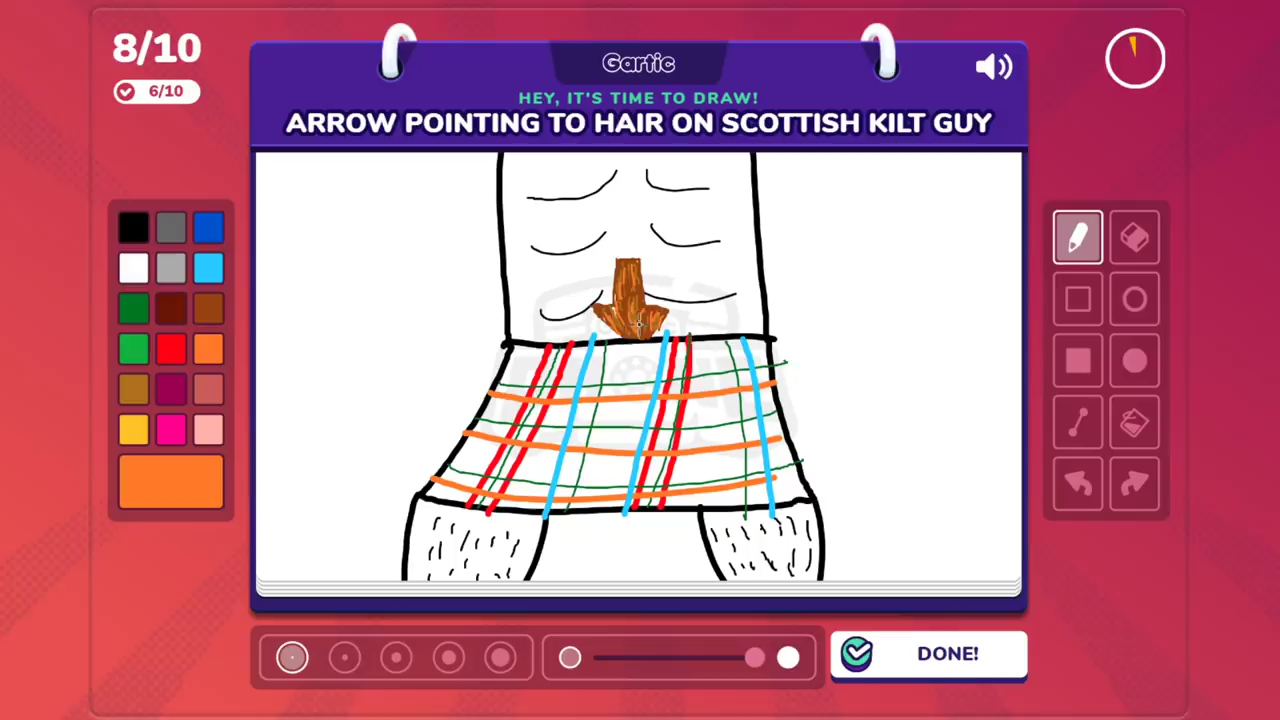 8/10
6/10
Gartic
HEY, IT'S TIME TO DRAW!
ARROW POINTING TO HAIR ON SCOTTISH KILT GUY
DONE!